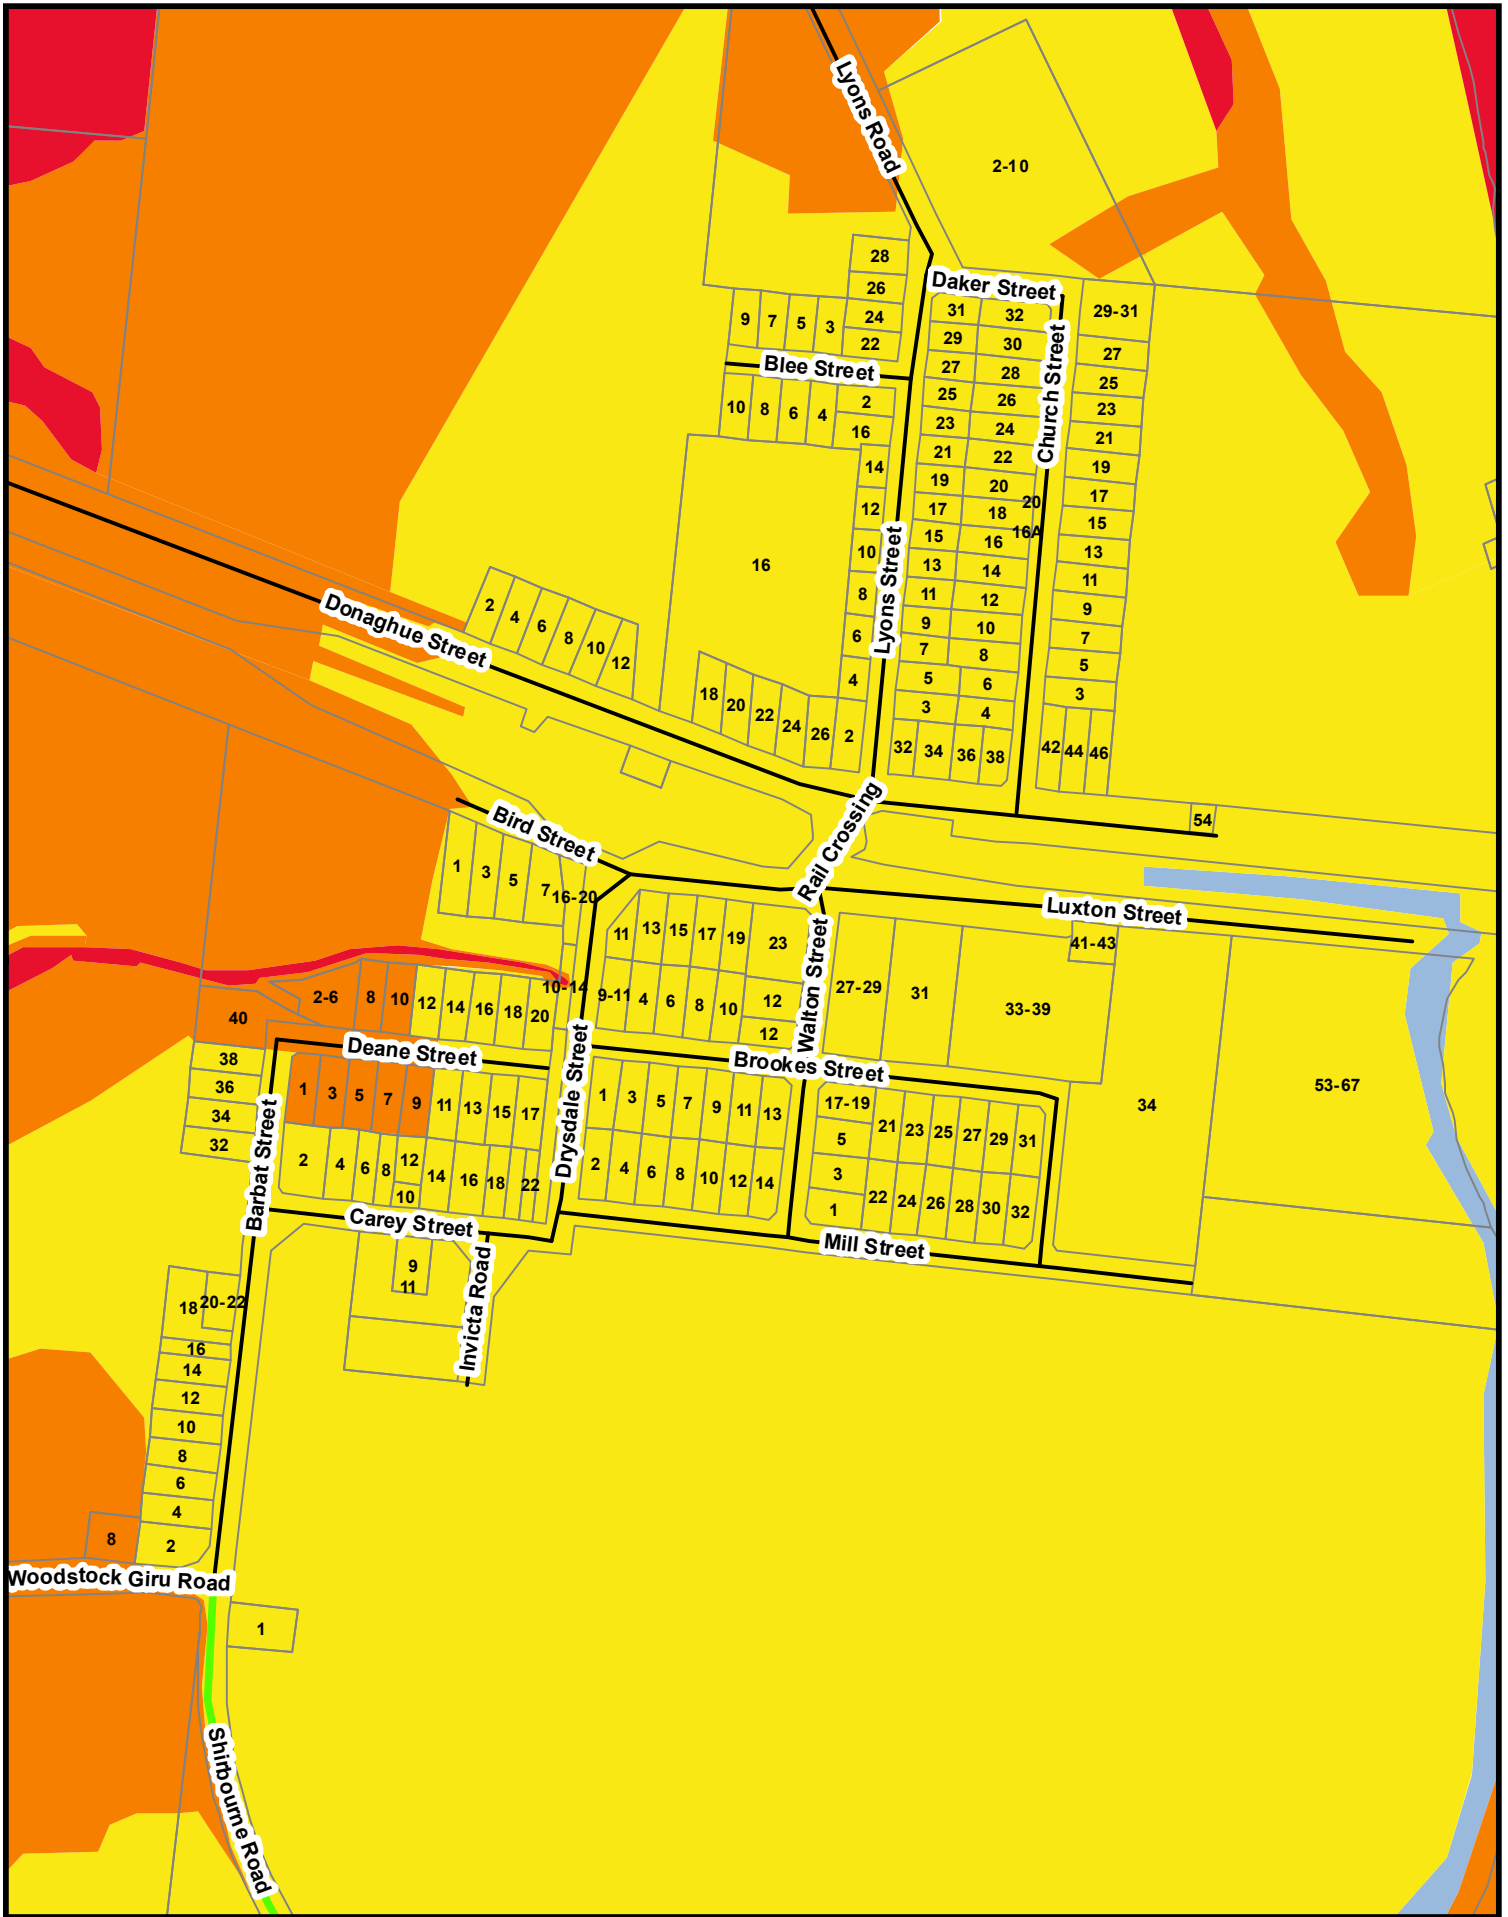 Lyons Road
2-10
28
26
24
22
9 7 5 3
Blee Street
10 8 6 4
2
16
14
12
10
8
6
4
2
16
Daker Street
31 32
29 30
27 28
25 26
23 24
21 22
19 20
17 18
20
15 16
16A
13 14
11 12
9 10
7 8
5 6
3 4
32 34 36 38
Lyons Street
Church Street
29-31
27
25
23
21
19
17
15
13
11
9
7
5
3
42 44 46
54
Donaghue Street
2 4 6 8 10 12
18 20 22 24 26
Rail Crossing
Bird Street
1 3 5 7 16-20
Luxton Street
41-43
11 13 15 17 19 23
9-11 4 6 8 10 12
12
Walton Street
27-29 31 33-39
34
53-67
10-14
2-6 8 10 12 14 16 18 20
40
38
36
34
32
Deane Street
1 3 5 7 9 11 13 15 17
2 4 6 8 12 14 16 18 22
10
Barbat Street
Drysdale Street
Brookes Street
1 3 5 7 9 11 13
2 4 6 8 10 12 14
17-19
5
3
1
21 23 25 27 29 31
22 24 26 28 30 32
Carey Street
Mill Street
9
11
Invicta Road
18 20-22
16
14
12
10
8
6
4
2
8
Woodstock Giru Road
1
Shirbourne Road